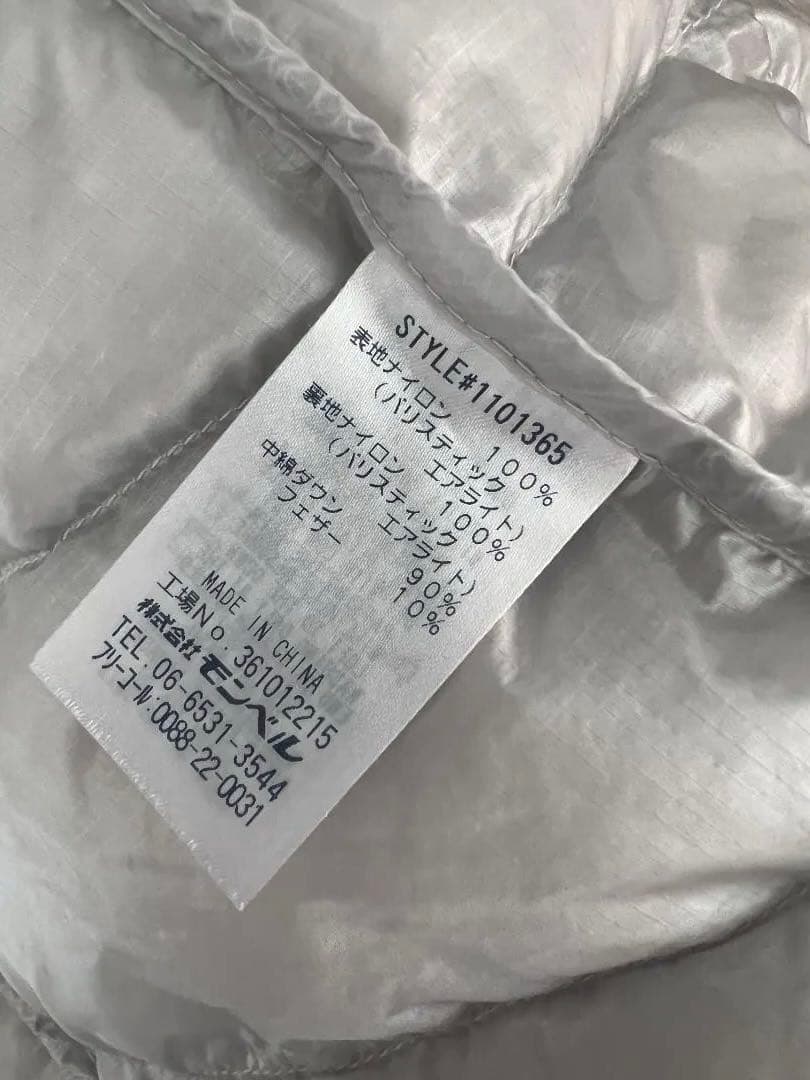 STYLE#1101365
表地ナイロン 100%
(バリスティック エアライト)
裏地ナイロン 100%
(バリスティック エアライト)
中綿ダウン 90%
フェザー 10%
MADE IN CHINA
工場No.361012215
株式会社モンベル
TEL.06-6531-3544
フリーコール:0088-22-0031